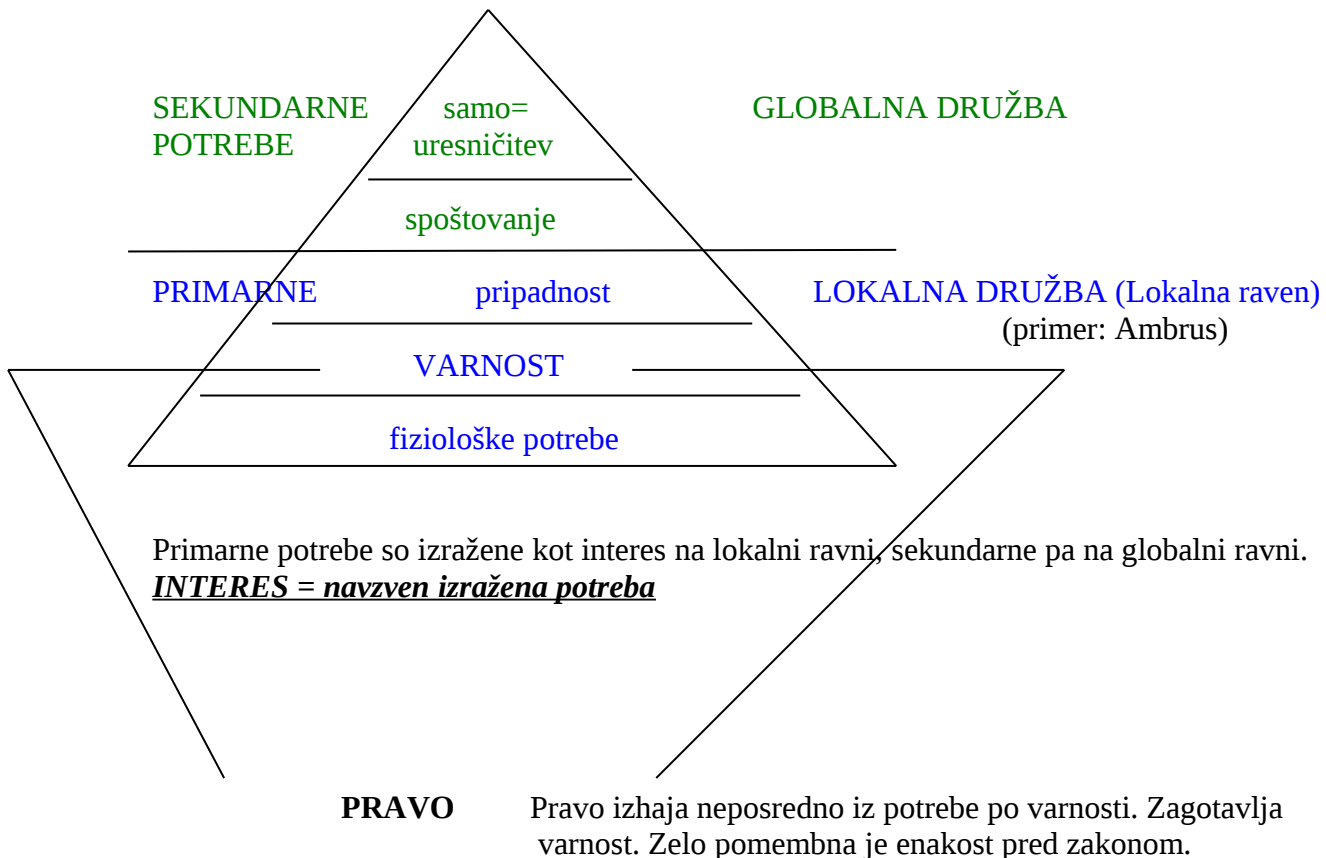 SEKUNDARNE samo= GLOBALNA DRUŽBA
POTREBE uresničitev
spoštovanje
PRIMARNE pripadnost LOKALNA DRUŽBA (Lokalna raven)
(primer: Ambrus)
VARNOST
fiziološke potrebe
Primarne potrebe so izražene kot interes na lokalni ravni, sekundarne pa na globalni ravni.
INTERES = navzven izražena potreba
PRAVO Pravo izhaja neposredno iz potrebe po varnosti. Zagotavlja
varnost. Zelo pomembna je enakost pred zakonom.